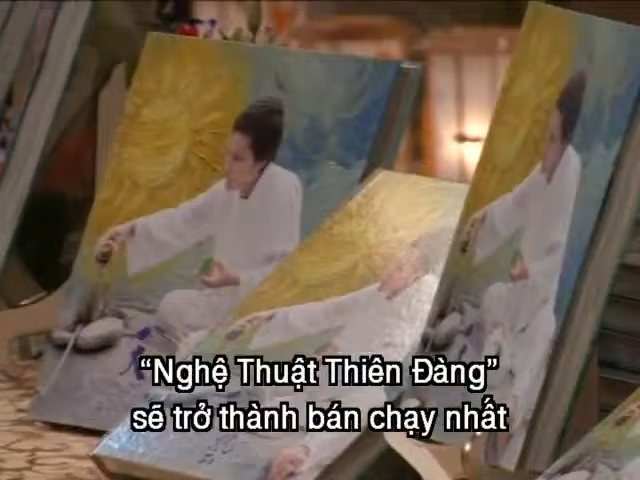 “Nghệ Thuật Thiên Đàng”
sẽ trở thành bán chạy nhất